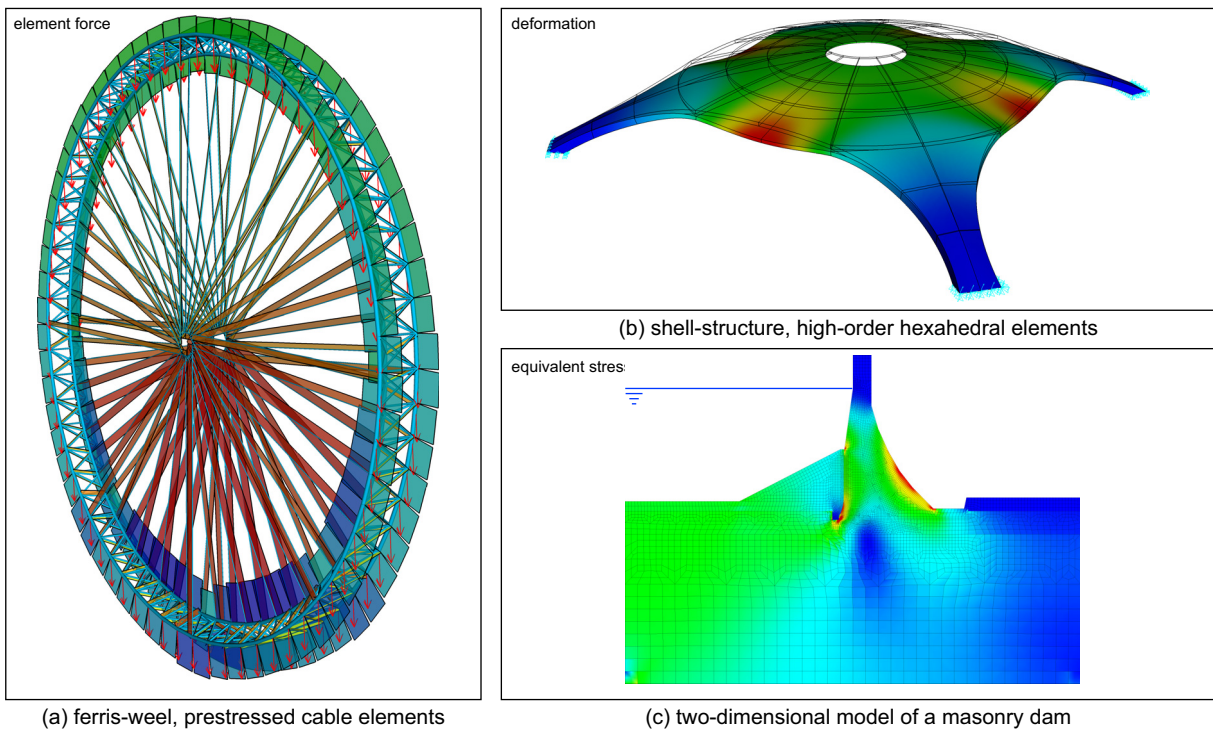 element force
(a) ferris-weel, prestressed cable elements
deformation
(b) shell-structure, high-order hexahedral elements
equivalent stres
(c) two-dimensional model of a masonry dam